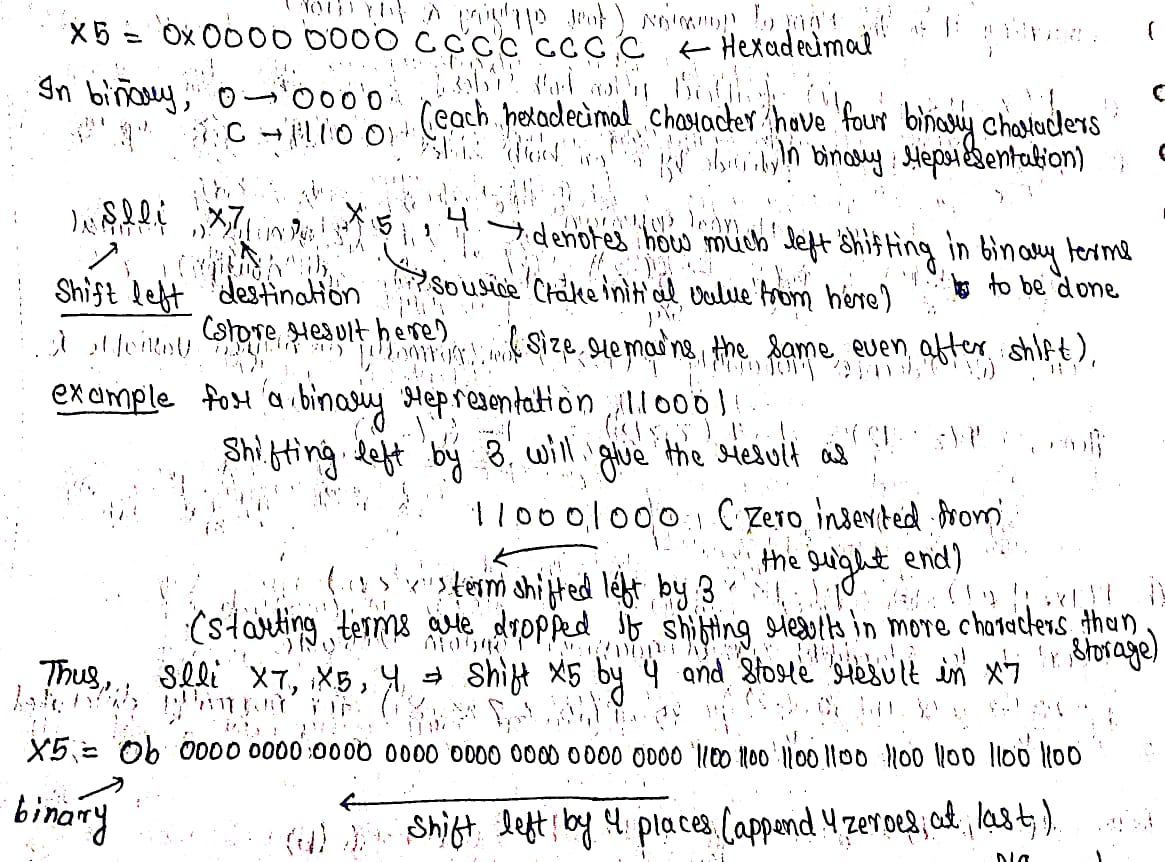 X5 = 0x 0000 0000 CCCC CCCC ← Hexadecimal
In binary, 0 → 0000
C → 1100 (each hexadecimal character have four binary characters
In binary representation)
slli X7, X5, 4 → denotes how much left shifting in binary terms
Shift left destination source (take initial value from here) to be done
(store result here) (size remains the same even after shift).
example for a binary representation 110001
Shifting left by 3 will give the result as
110001000 (zero inserted from
the right end)
term shifted left by 3
(starting terms are dropped if shifting results in more characters than
storage)
Thus, slli X7, X5, 4 ⇒ Shift X5 by 4 and store result in X7
X5 = 0b 0000 0000 0000 0000 0000 0000 0000 0000 1100 1100 1100 1100 1100 1100 1100 1100
binary
Shift left by 4 places (append 4 zeroes at last)